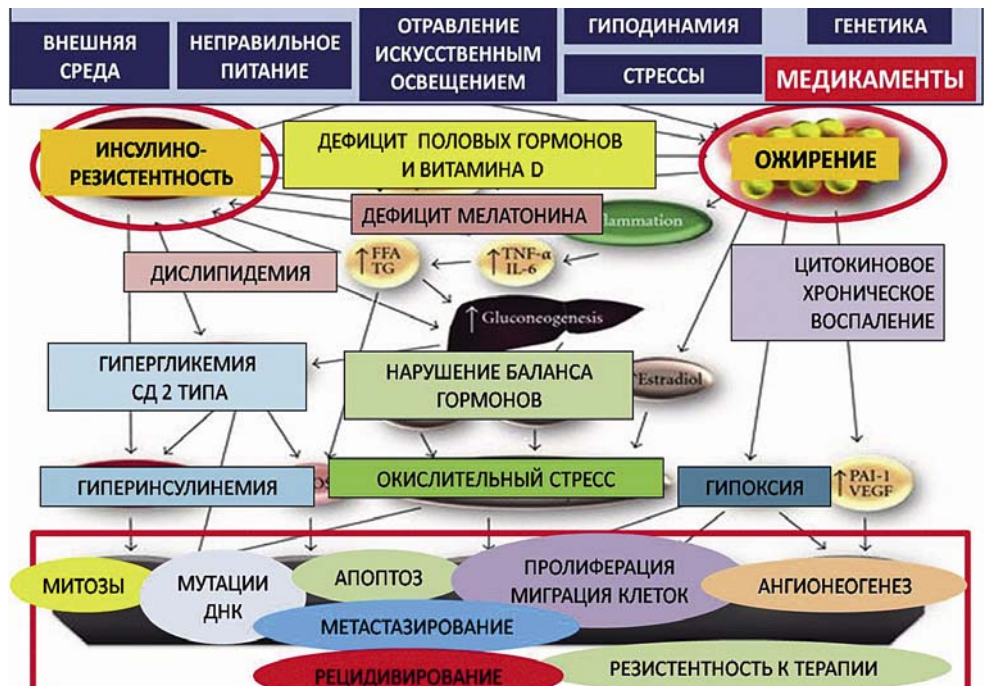 ВНЕШНЯЯ
СРЕДА
НЕПРАВИЛЬНОЕ
ПИТАНИЕ
ОТРАВЛЕНИЕ
ИСКУССТВЕННЫМ
ОСВЕЩЕНИЕМ
ГИПОДИНАМИЯ
СТРЕССЫ
ГЕНЕТИКА
МЕДИКАМЕНТЫ
ИНСУЛИНО-
РЕЗИСТЕНТНОСТЬ
ДЕФИЦИТ ПОЛОВЫХ ГОРМОНОВ
И ВИТАМИНА D
ОЖИРЕНИЕ
ДЕФИЦИТ МЕЛАТОНИНА
lammation
ДИСЛИПИДЕМИЯ
↑ FFA
TG
↑ TNF-α
IL-6
ЦИТОКИНОВОЕ
ХРОНИЧЕСКОЕ
ВОСПАЛЕНИЕ
↑ Gluconeogenesis
ГИПЕРГЛИКЕМИЯ
СД 2 ТИПА
НАРУШЕНИЕ БАЛАНСА
ГОРМОНОВ
Estradiol
ГИПЕРИНСУЛИНЕМИЯ
ОКИСЛИТЕЛЬНЫЙ СТРЕСС
ГИПОКСИЯ
↑ PAI-1
VEGF
МИТОЗЫ
МУТАЦИИ
ДНК
АПОПТОЗ
ПРОЛИФЕРАЦИЯ
МИГРАЦИЯ КЛЕТОК
АНГИОНЕОГЕНЕЗ
МЕТАСТАЗИРОВАНИЕ
РЕЦИДИВИРОВАНИЕ
РЕЗИСТЕНТНОСТЬ К ТЕРАПИИ